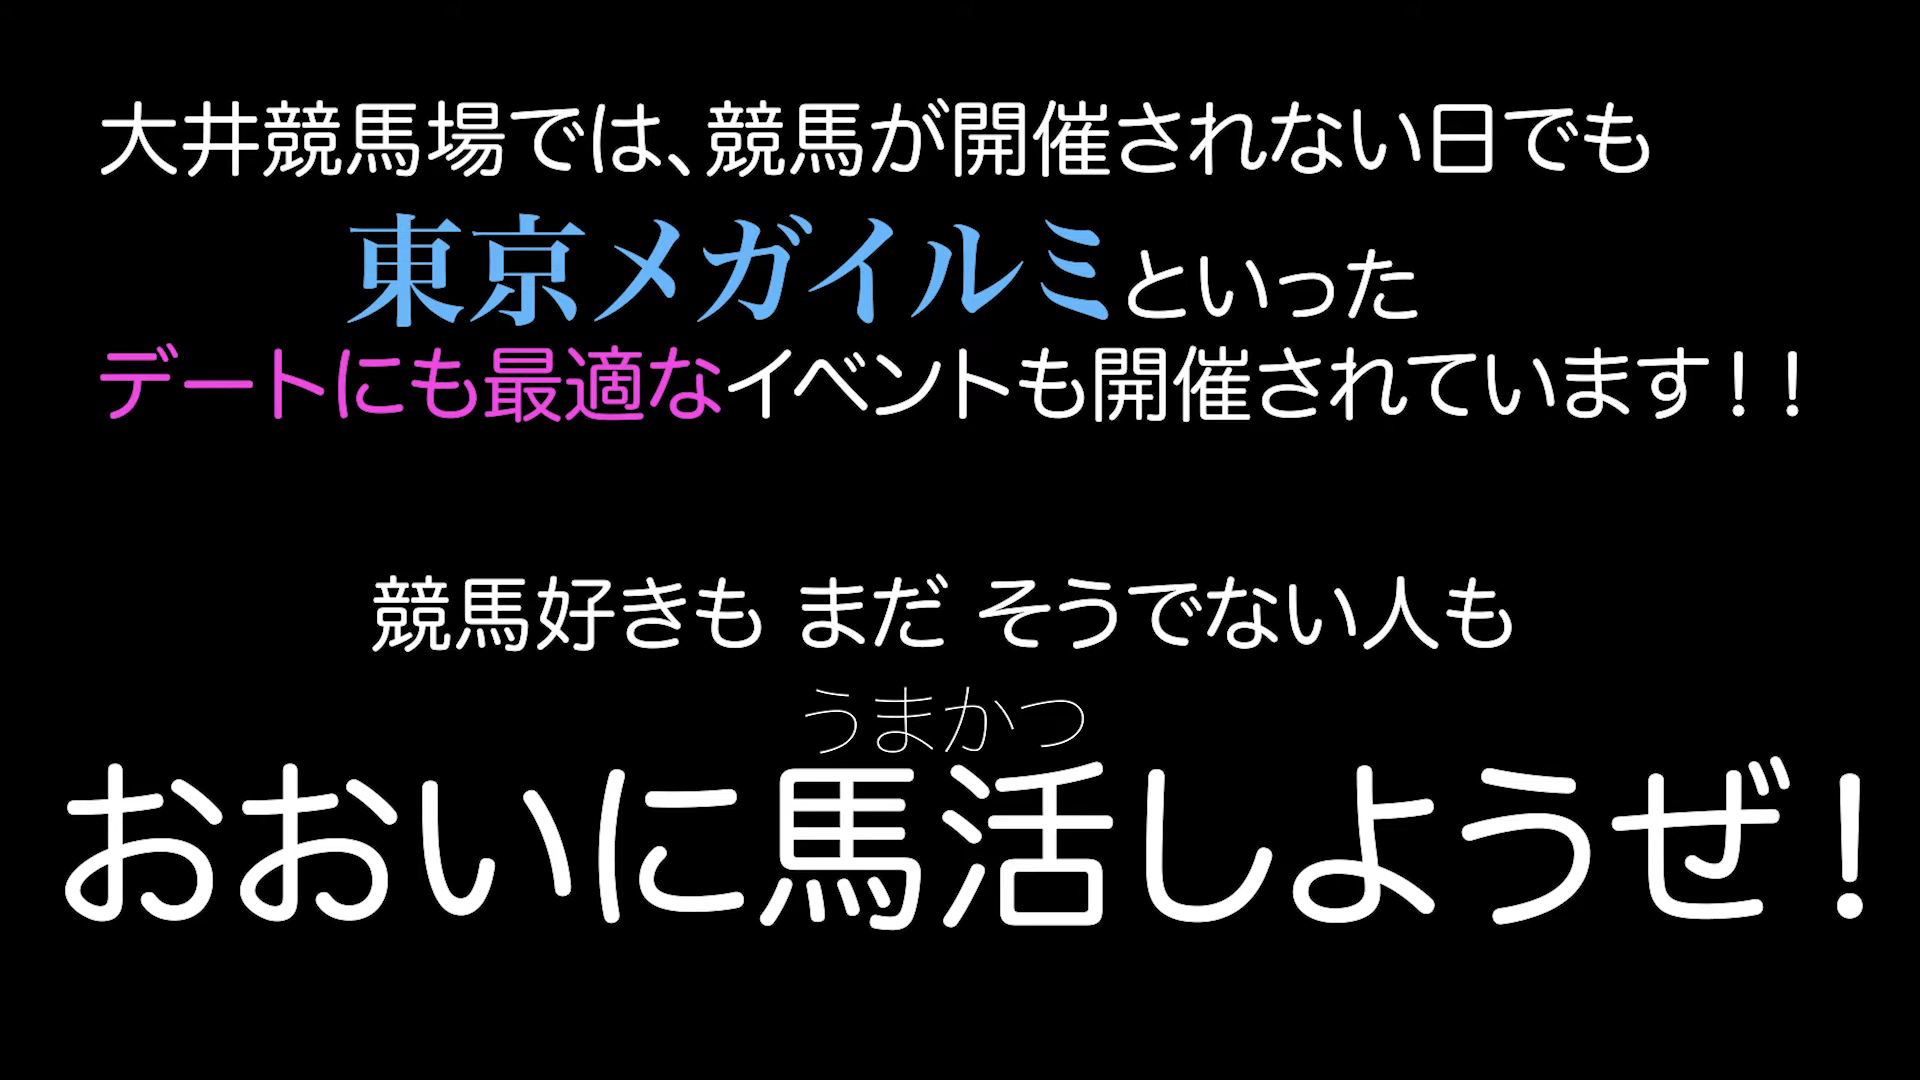 大井競馬場では、競馬が開催されない日でも
東京メガイルミといった
デートにも最適なイベントも開催されています！！
競馬好きも まだ そうでない人も
うまかつ
おおいに馬活しようぜ！